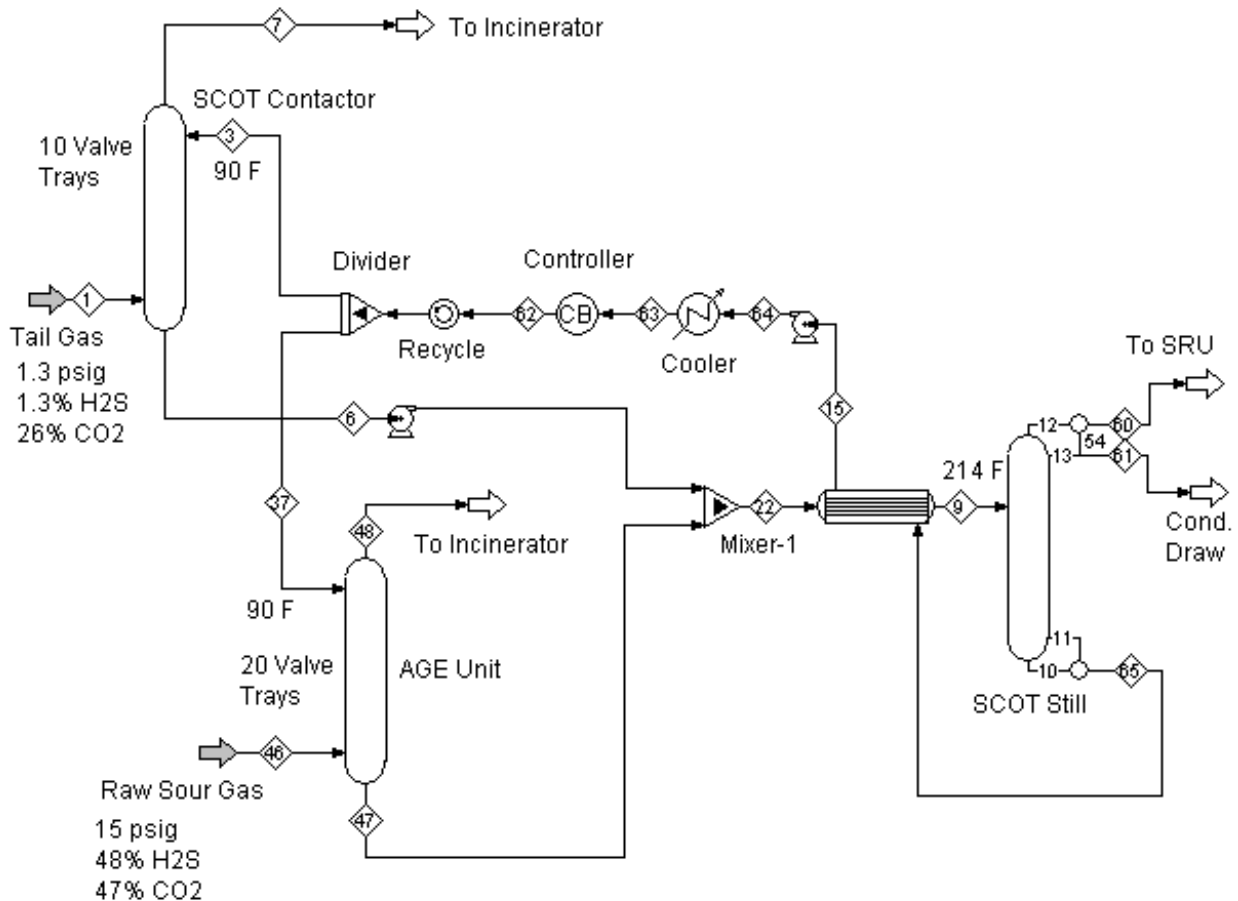 7
To Incinerator
SCOT Contactor
10 Valve
Trays
3
90 F
Divider
Controller
1
62
CB
63
64
Tail Gas
1.3 psig
1.3% H2S
26% CO2
Recycle
Cooler
To SRU
6
15
12
60
54
13
61
214 F
37
22
9
Mixer-1
Cond.
Draw
48
To Incinerator
90 F
20 Valve
Trays
AGE Unit
11
10
65
SCOT Still
46
Raw Sour Gas
15 psig
48% H2S
47% CO2
47